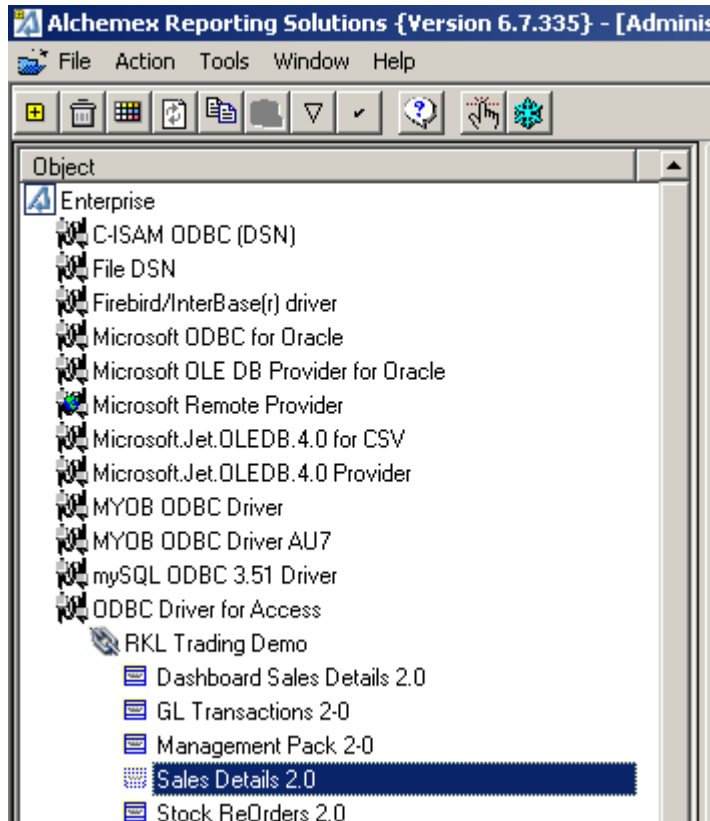 Alchemex Reporting Solutions {Version 6.7.335} - [Adminis
File Action Tools Window Help
Object
Enterprise
C-ISAM ODBC (DSN)
File DSN
Firebird/InterBase(r) driver
Microsoft ODBC for Oracle
Microsoft OLE DB Provider for Oracle
Microsoft Remote Provider
Microsoft.Jet.OLEDB.4.0 for CSV
Microsoft.Jet.OLEDB.4.0 Provider
MYOB ODBC Driver
MYOB ODBC Driver AU7
mySQL ODBC 3.51 Driver
ODBC Driver for Access
RKL Trading Demo
Dashboard Sales Details 2.0
GL Transactions 2-0
Management Pack 2-0
Sales Details 2.0
Stock ReOrders 2.0